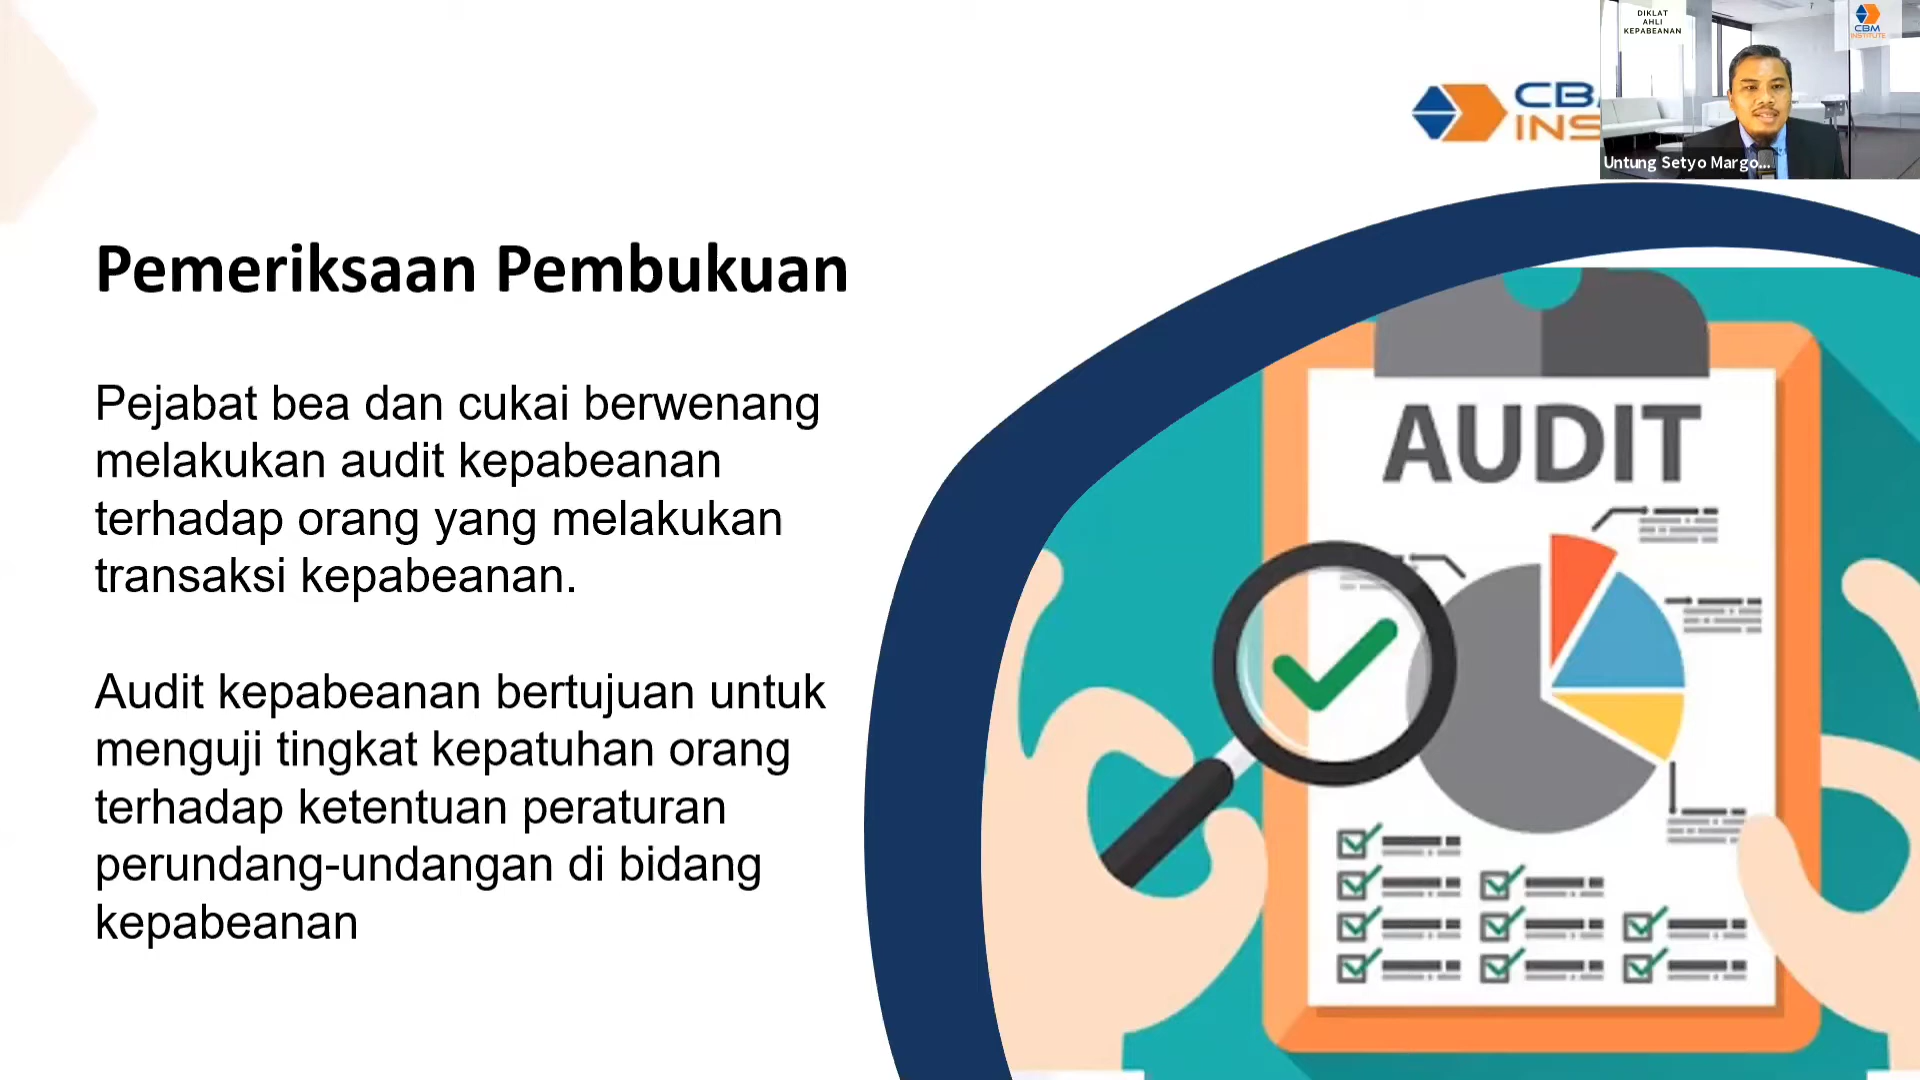 DIKLAT
AHLI
KEPABEANAN
CBM
INSTITUTE
CB
INS
Untung Setyo Margo...
Pemeriksaan Pembukuan
Pejabat bea dan cukai berwenang
melakukan audit kepabeanan
terhadap orang yang melakukan
transaksi kepabeanan.
Audit kepabeanan bertujuan untuk
menguji tingkat kepatuhan orang
terhadap ketentuan peraturan
perundang-undangan di bidang
kepabeanan
AUDIT